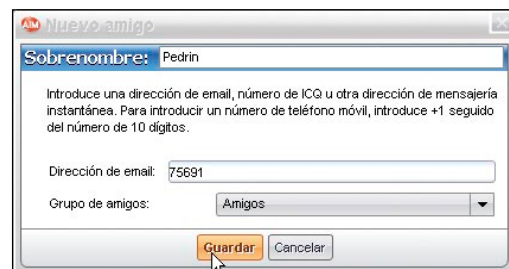 AIM Nuevo amigo
Sobrenombre: Pedrin
Introduce una dirección de email, número de ICQ u otra dirección de mensajería
instantánea. Para introducir un número de teléfono móvil, introduce +1 seguido
del número de 10 dígitos.
Dirección de email: 75691
Grupo de amigos: Amigos
Guardar Cancelar